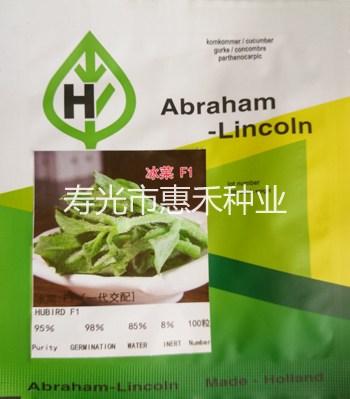 komkommer / cucumber
gurke / concombre
parthenocarpic
H
Abraham
-Lincoln
冰菜 F1
寿光市惠禾种业
lot number
一代交配]
HUBIRD F1
95% 98% 85% 8% 100粒
Purity GERMINATION WATER INERT Number
Abraham-Lincoln Made - Holland